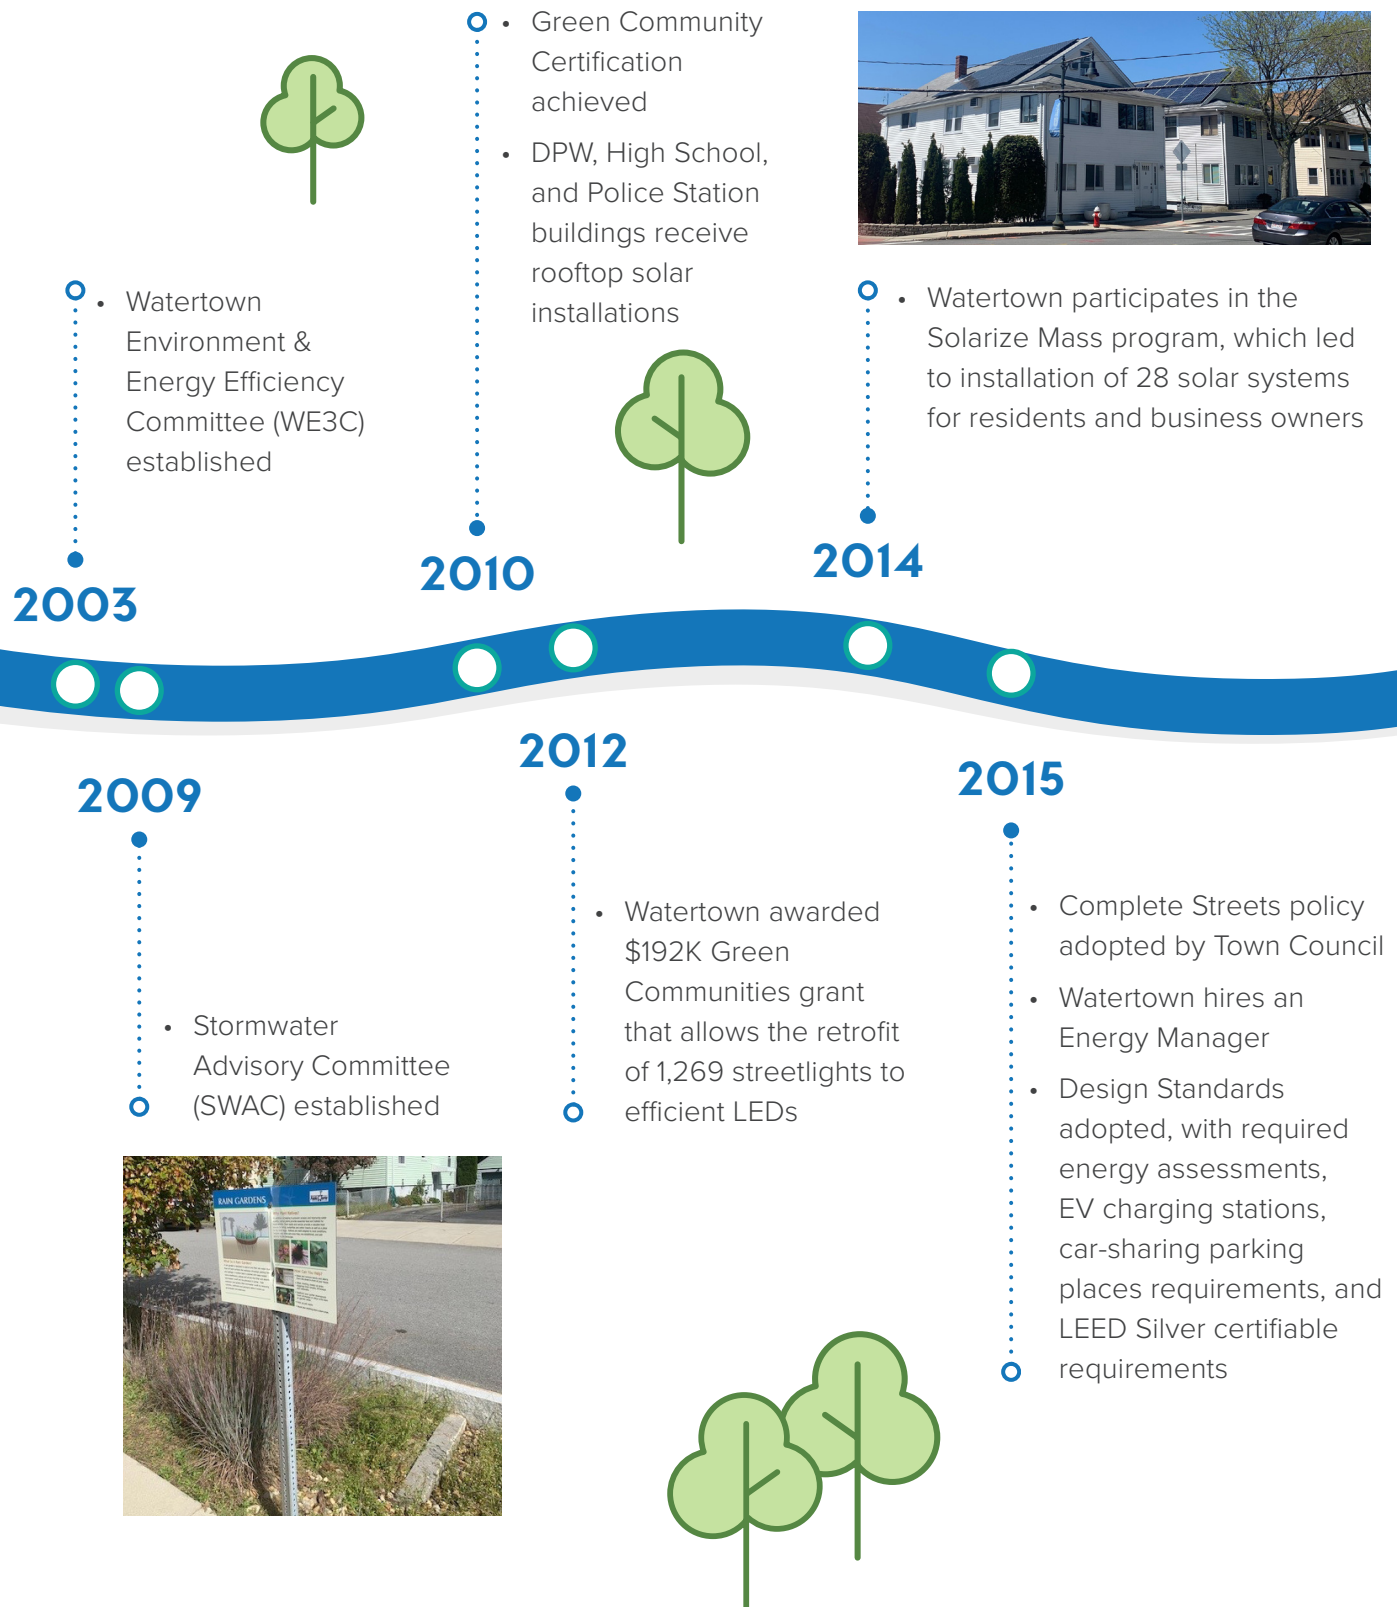 • Green Community
Certification
achieved
• DPW, High School,
and Police Station
buildings receive
rooftop solar
installations
• Watertown
Environment &
Energy Efficiency
Committee (WE3C)
established
• Watertown participates in the
Solarize Mass program, which led
to installation of 28 solar systems
for residents and business owners
2003
2010
2014
2009
2012
2015
• Stormwater
Advisory Committee
(SWAC) established
• Watertown awarded
$192K Green
Communities grant
that allows the retrofit
of 1,269 streetlights to
efficient LEDs
• Complete Streets policy
adopted by Town Council
• Watertown hires an
Energy Manager
• Design Standards
adopted, with required
energy assessments,
EV charging stations,
car-sharing parking
places requirements, and
LEED Silver certifiable
requirements
RAIN GARDENS